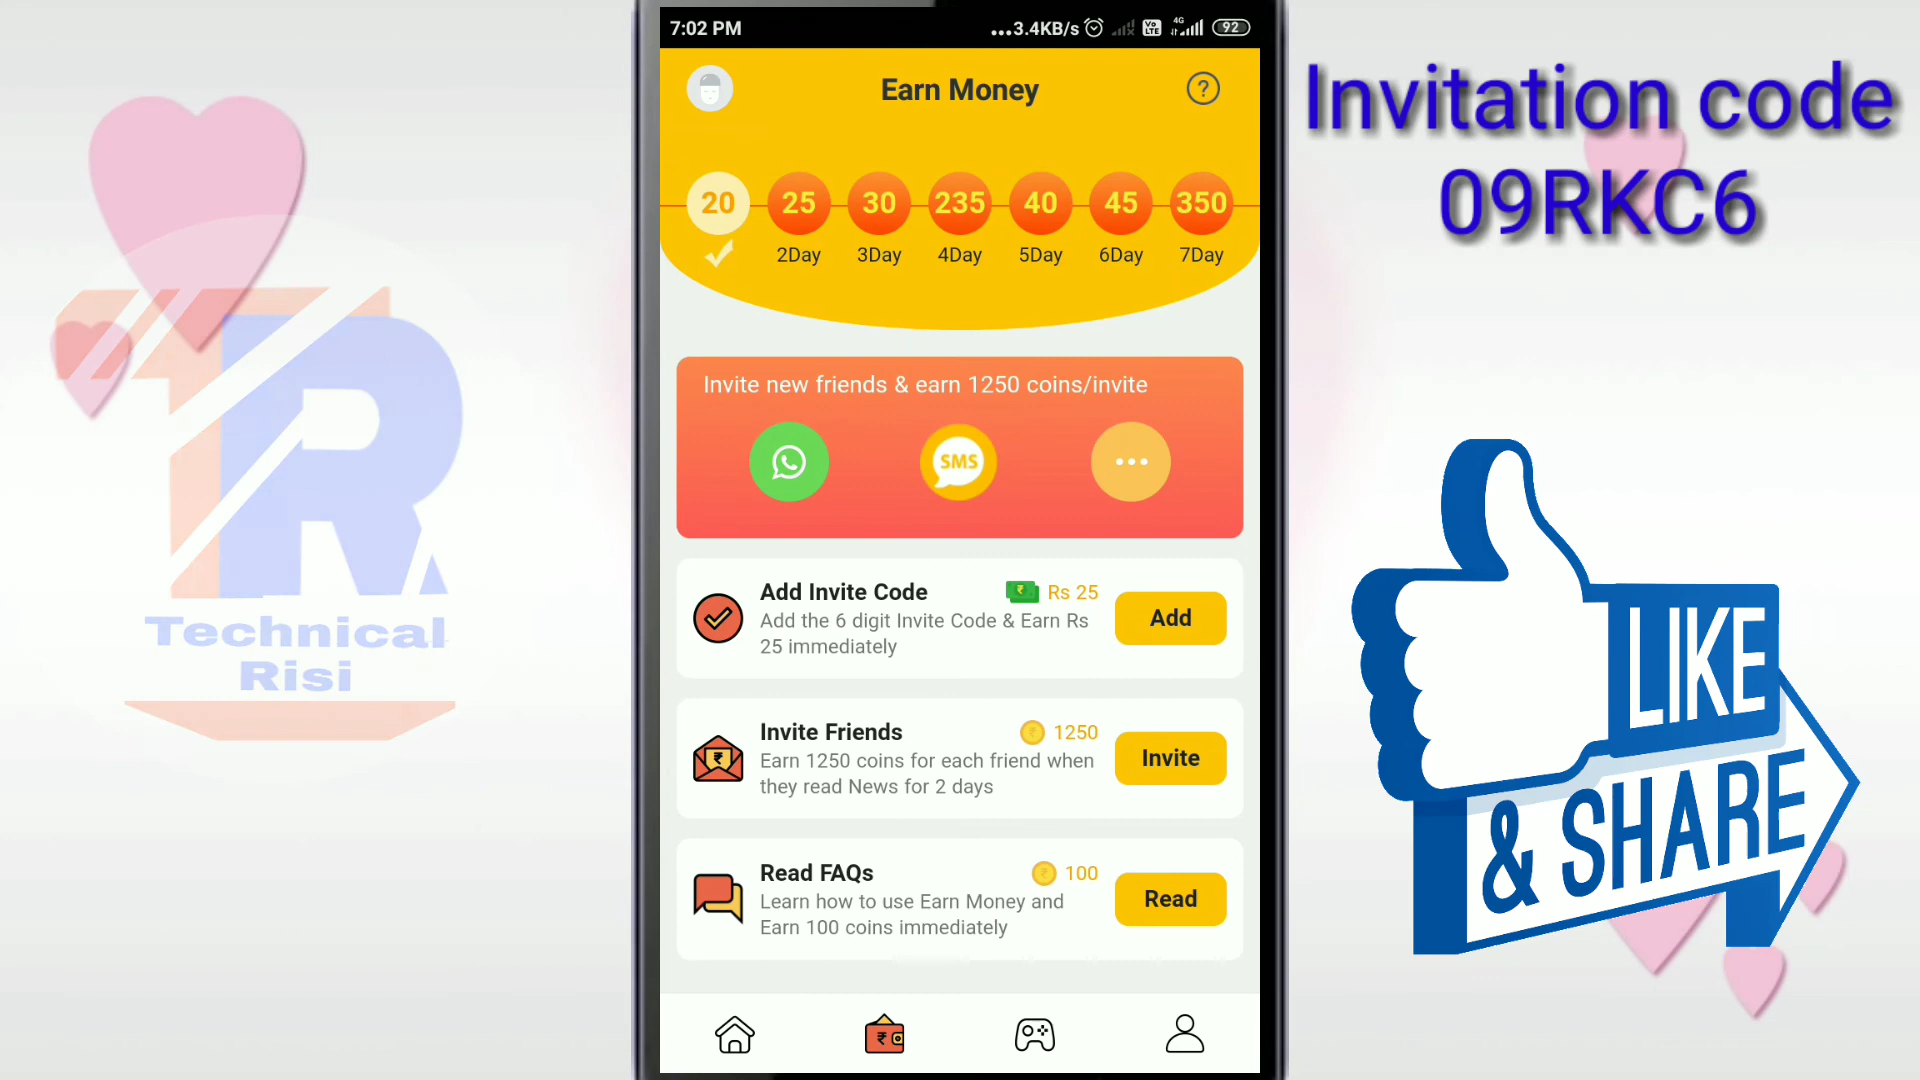 7:02 PM
...3.4KB/s
Vo
LTE
4G
92
Earn Money
?
20
25
30
235
40
45
350
2Day
3Day
4Day
5Day
6Day
7Day
Invite new friends & earn 1250 coins/invite
SMS
Add Invite Code
Rs 25
Add the 6 digit Invite Code & Earn Rs
25 immediately
Add
Invite Friends
1250
Earn 1250 coins for each friend when
they read News for 2 days
Invite
Read FAQs
100
Learn how to use Earn Money and
Earn 100 coins immediately
Read
Invitation code
09RKC6
LIKE
& SHARE
TR
Technical
Risi